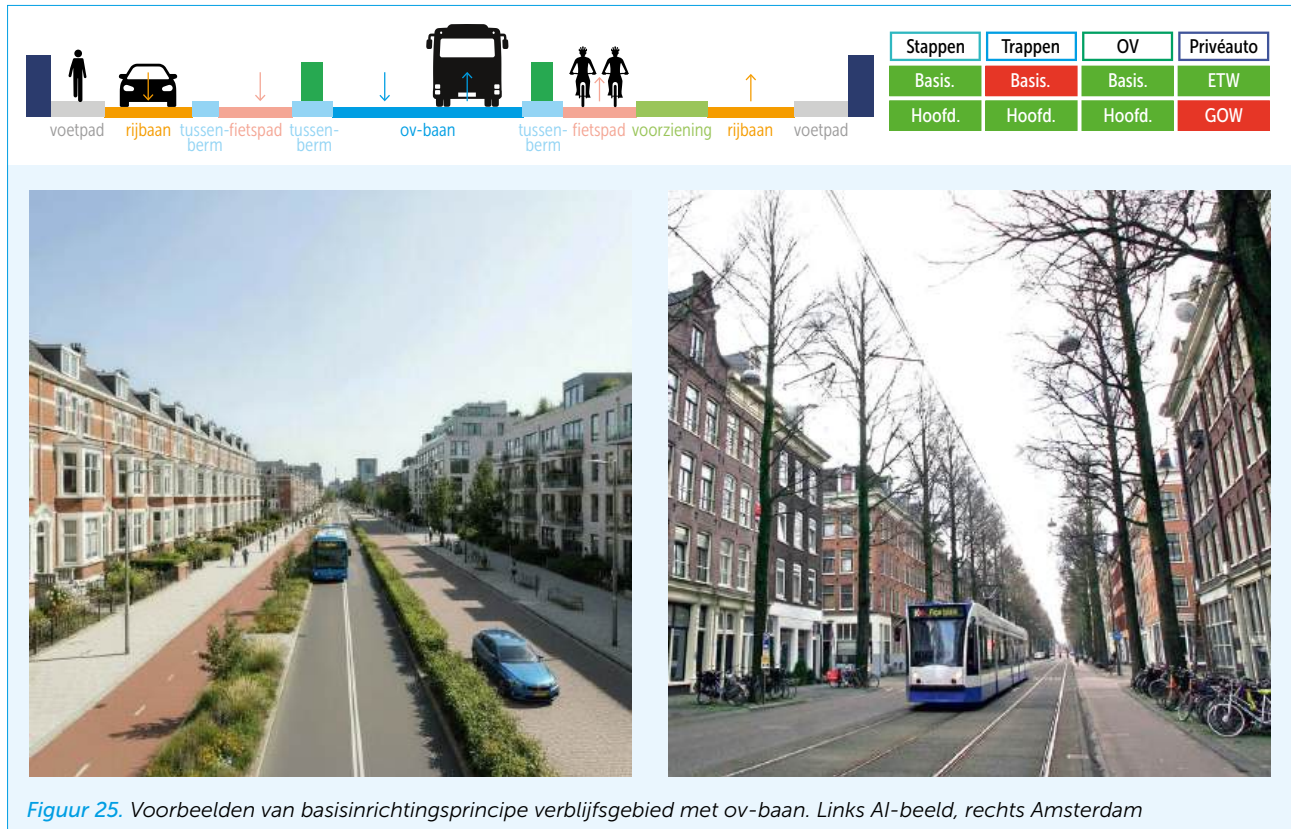 voetpad rijbaan tussen- fietspad tussen- ov-baan tussen- fietspad voorziening rijbaan voetpad
berm berm berm
Stappen Trappen OV Privéauto
Basis. Basis. Basis. ETW
Hoofd. Hoofd. Hoofd. GOW
Figuur 25. Voorbeelden van basisinrichtingsprincipe verblijfsgebied met ov-baan. Links AI-beeld, rechts Amsterdam